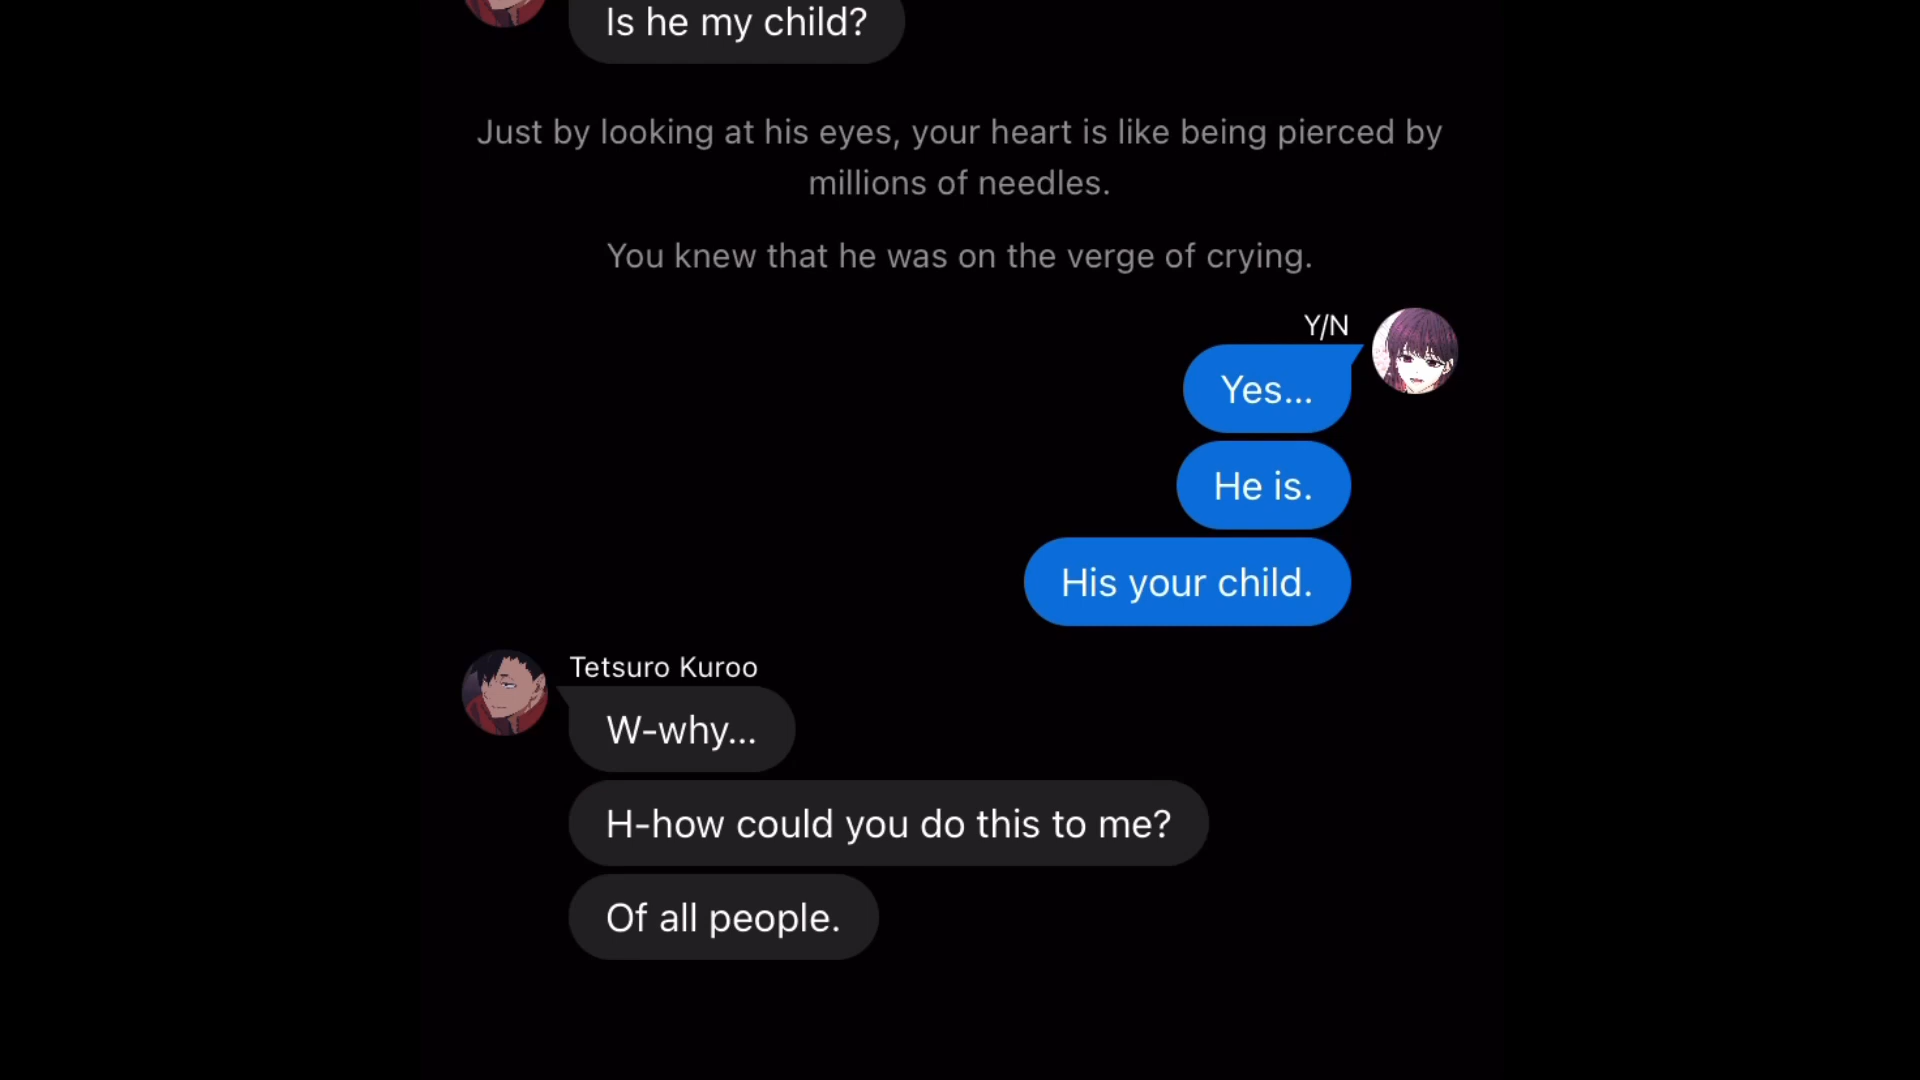 Is he my child?
Just by looking at his eyes, your heart is like being pierced by
millions of needles.
You knew that he was on the verge of crying.
Y/N
Yes...
He is.
His your child.
Tetsuro Kuroo
W-why...
H-how could you do this to me?
Of all people.